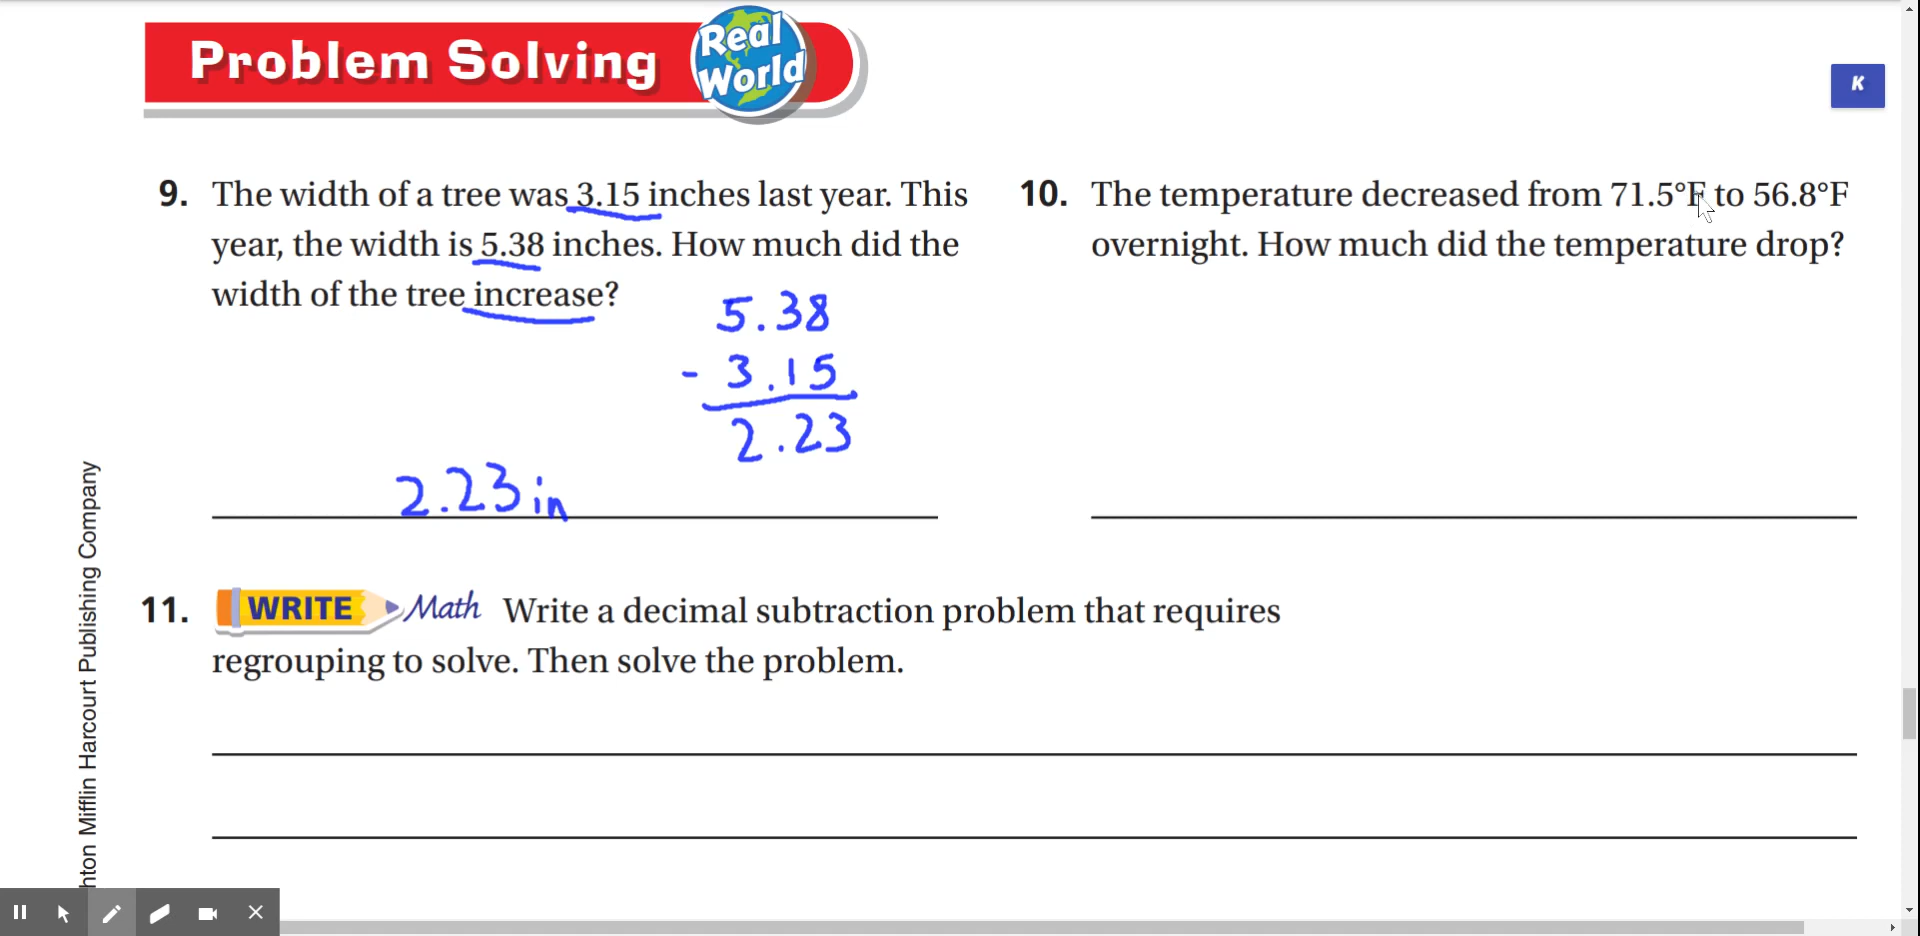 Problem Solving
Real
World
K
9. The width of a tree was 3.15 inches last year. This
year, the width is 5.38 inches. How much did the
width of the tree increase?
5.38
- 3.15
2.23
2.23 in
10. The temperature decreased from 71.5°F to 56.8°F
overnight. How much did the temperature drop?
11. WRITE Math Write a decimal subtraction problem that requires
regrouping to solve. Then solve the problem.
hton Mifflin Harcourt Publishing Company